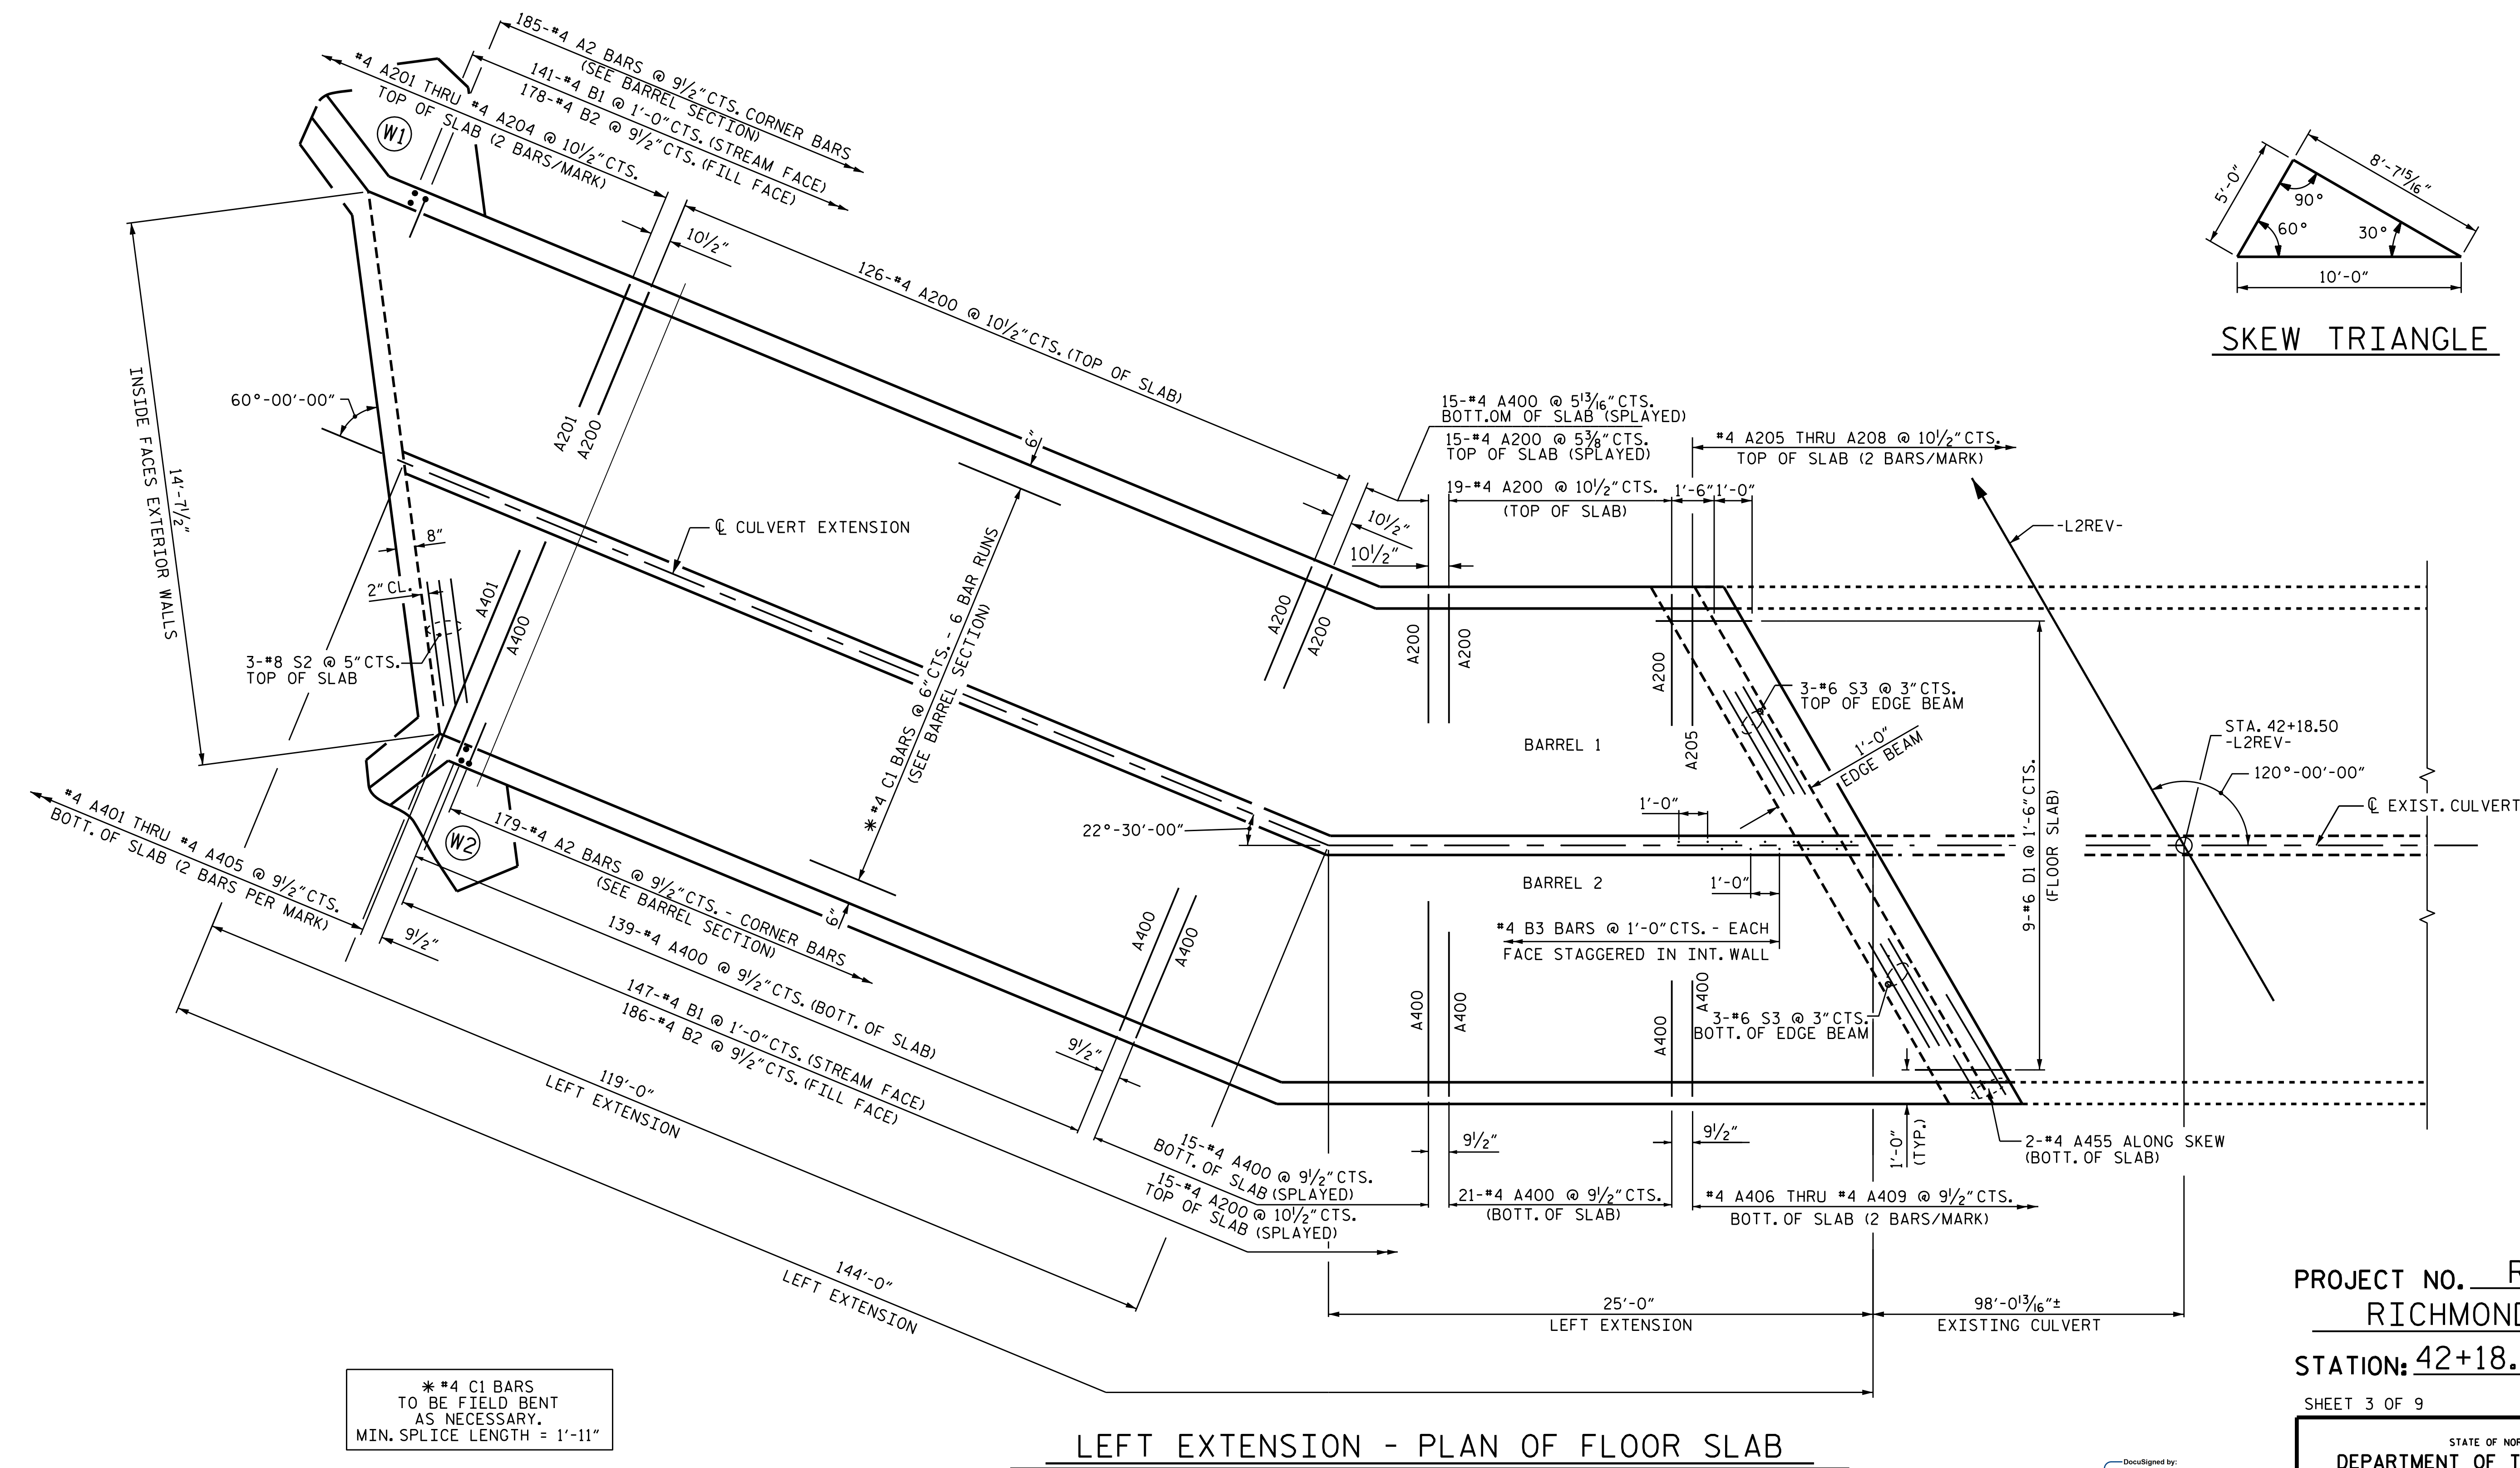 185-#4 A2 BARS @ 9½" CTS. CORNER BARS
(SEE BARREL SECTION)
141-#4 B1 @ 1'-0" CTS. (STREAM FACE)
178-#4 B2 @ 9½" CTS. (FILL FACE)
#4 A201 THRU #4 A204 @ 10½" CTS.
TOP OF SLAB (2 BARS/MARK)
W1
10½"
126-#4 A200 @ 10½" CTS. (TOP OF SLAB)
5'-0"
8'-7 15/16"
90°
60°
30°
10'-0"
SKEW TRIANGLE
INSIDE FACES EXTERIOR WALLS
14'-7½"
60°-00'-00"
A201
A200
6"
15-#4 A400 @ 5 13/16" CTS.
BOTT.OM OF SLAB (SPLAYED)
15-#4 A200 @ 5⅜" CTS.
TOP OF SLAB (SPLAYED)
#4 A205 THRU A208 @ 10½" CTS.
TOP OF SLAB (2 BARS/MARK)
19-#4 A200 @ 10½" CTS.
(TOP OF SLAB)
1'-6"
1'-0"
10½"
10½"
-L2REV-
℄ CULVERT EXTENSION
8"
2" CL.
A401
A400
3-#8 S2 @ 5" CTS.
TOP OF SLAB
* #4 C1 BARS @ 6" CTS. - 6 BAR RUNS
(SEE BARREL SECTION)
A200
A200
A200
A200
A200
A205
3-#6 S3 @ 3" CTS.
TOP OF EDGE BEAM
1'-0"
EDGE BEAM
BARREL 1
9-#6 D1 @ 1'-6" CTS.
(FLOOR SLAB)
STA. 42+18.50
-L2REV-
120°-00'-00"
℄ EXIST. CULVERT
1'-0"
22°-30'-00"
BARREL 2
1'-0"
#4 B3 BARS @ 1'-0" CTS. - EACH
FACE STAGGERED IN INT. WALL
#4 A401 THRU #4 A405 @ 9½" CTS.
BOTT. OF SLAB (2 BARS PER MARK)
W2
9½"
6"
179-#4 A2 BARS @ 9½" CTS. - CORNER BARS
(SEE BARREL SECTION)
139-#4 A400 @ 9½" CTS. (BOTT. OF SLAB)
147-#4 B1 @ 1'-0" CTS. (STREAM FACE)
186-#4 B2 @ 9½" CTS. (FILL FACE)
A400
A400
9½"
A400
A400
A400
A400
3-#6 S3 @ 3" CTS.
BOTT. OF EDGE BEAM
119'-0"
LEFT EXTENSION
144'-0"
LEFT EXTENSION
15-#4 A400 @ 9½" CTS.
BOTT. OF SLAB (SPLAYED)
15-#4 A200 @ 10½" CTS.
TOP OF SLAB (SPLAYED)
9½"
21-#4 A400 @ 9½" CTS.
(BOTT. OF SLAB)
9½"
#4 A406 THRU #4 A409 @ 9½" CTS.
BOTT. OF SLAB (2 BARS/MARK)
1'-0"
(TYP.)
2-#4 A455 ALONG SKEW
(BOTT. OF SLAB)
25'-0"
LEFT EXTENSION
98'-0 13/16"±
EXISTING CULVERT
* #4 C1 BARS
TO BE FIELD BENT
AS NECESSARY.
MIN. SPLICE LENGTH = 1'-11"
LEFT EXTENSION - PLAN OF FLOOR SLAB
PROJECT NO.
RICHMOND
STATION: 42+18.
SHEET 3 OF 9
STATE OF NOR
DEPARTMENT OF T
DocuSigned by: